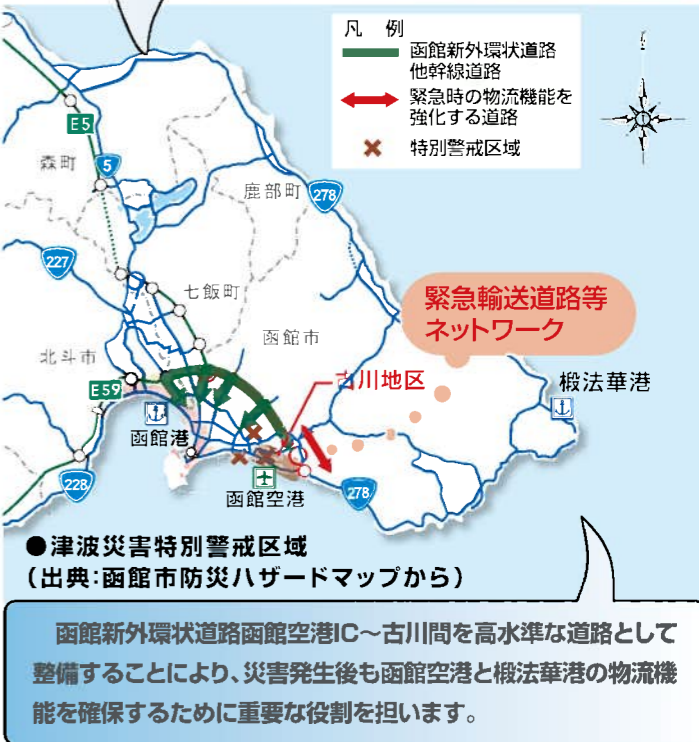 凡 例
函館新外環状道路
他幹線道路
緊急時の物流機能を
強化する道路
特別警戒区域
E5
森町
5
鹿部町
278
227
七飯町
緊急輸送道路等
ネットワーク
函館市
北斗市
古川地区
椴法華港
E59
函館港
228
函館空港
278
●津波災害特別警戒区域
(出典:函館市防災ハザードマップから)
函館新外環状道路函館空港IC～古川間を高水準な道路として
整備することにより、災害発生後も函館空港と椴法華港の物流機
能を確保するために重要な役割を担います。